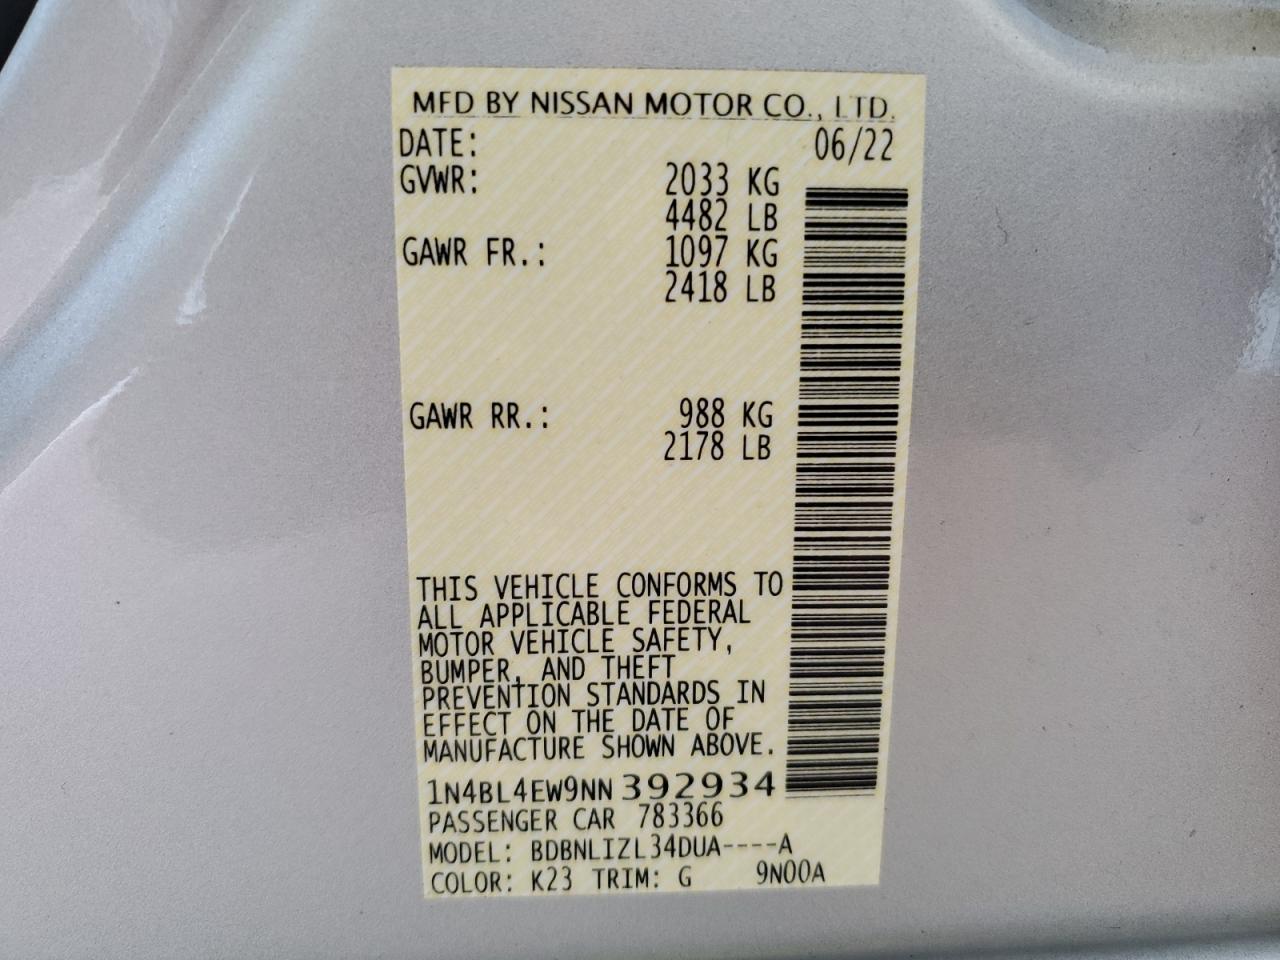 MFD BY NISSAN MOTOR CO., LTD.
DATE: 06/22
GVWR: 2033 KG
4482 LB
GAWR FR.: 1097 KG
2418 LB
GAWR RR.: 988 KG
2178 LB
THIS VEHICLE CONFORMS TO
ALL APPLICABLE FEDERAL
MOTOR VEHICLE SAFETY,
BUMPER, AND THEFT
PREVENTION STANDARDS IN
EFFECT ON THE DATE OF
MANUFACTURE SHOWN ABOVE.
1N4BL4EW9NN392934
PASSENGER CAR 783366
MODEL: BDBNLIZL34DUA----A
COLOR: K23 TRIM: G 9N00A